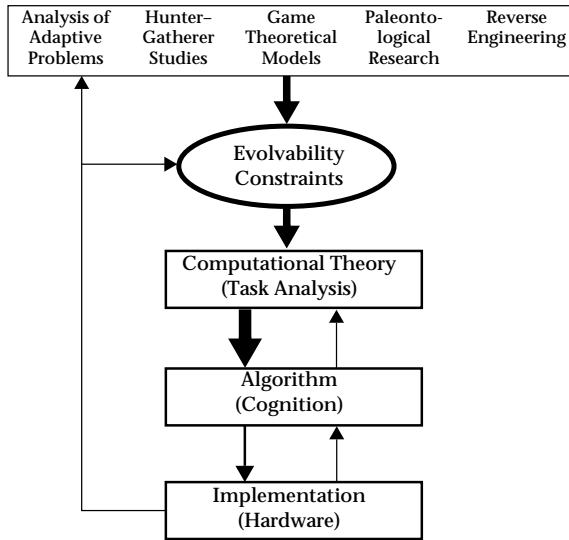 Analysis of Adaptive Problems
Hunter–Gatherer Studies
Game Theoretical Models
Paleonto-logical Research
Reverse Engineering
Evolvability
Constraints
Computational Theory
(Task Analysis)
Algorithm
(Cognition)
Implementation
(Hardware)